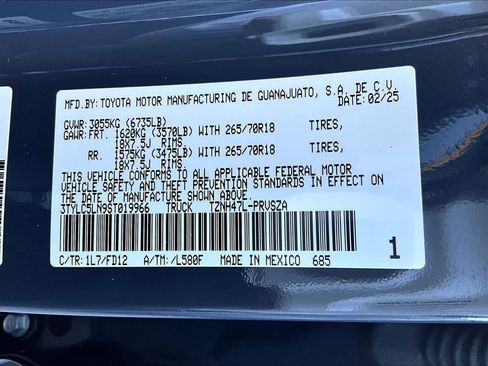 MFD.BY:TOYOTA MOTOR MANUFACTURING DE GUANAJUATO, S.A. DE C.V.
DATE:02/25
GVWR:3055KG (6735LB)
GAWR:FRT. 1620KG (3570LB) WITH 265/70R18 TIRES,
18X7.5J RIMS
RR. 1575KG (3475LB) WITH 265/70R18 TIRES,
18X7.5J RIMS
THIS VEHICLE CONFORMS TO ALL APPLICABLE FEDERAL MOTOR
VEHICLE SAFETY AND THEFT PREVENTION STANDARDS IN EFFECT ON THE
DATE OF MANUFACTURE SHOWN ABOVE.
3TYLC5LN9ST019966 TRUCK TZNH47L-PRVSZA
1
C/TR:1L7/FD12 A/TM:/L580F MADE IN MEXICO 685